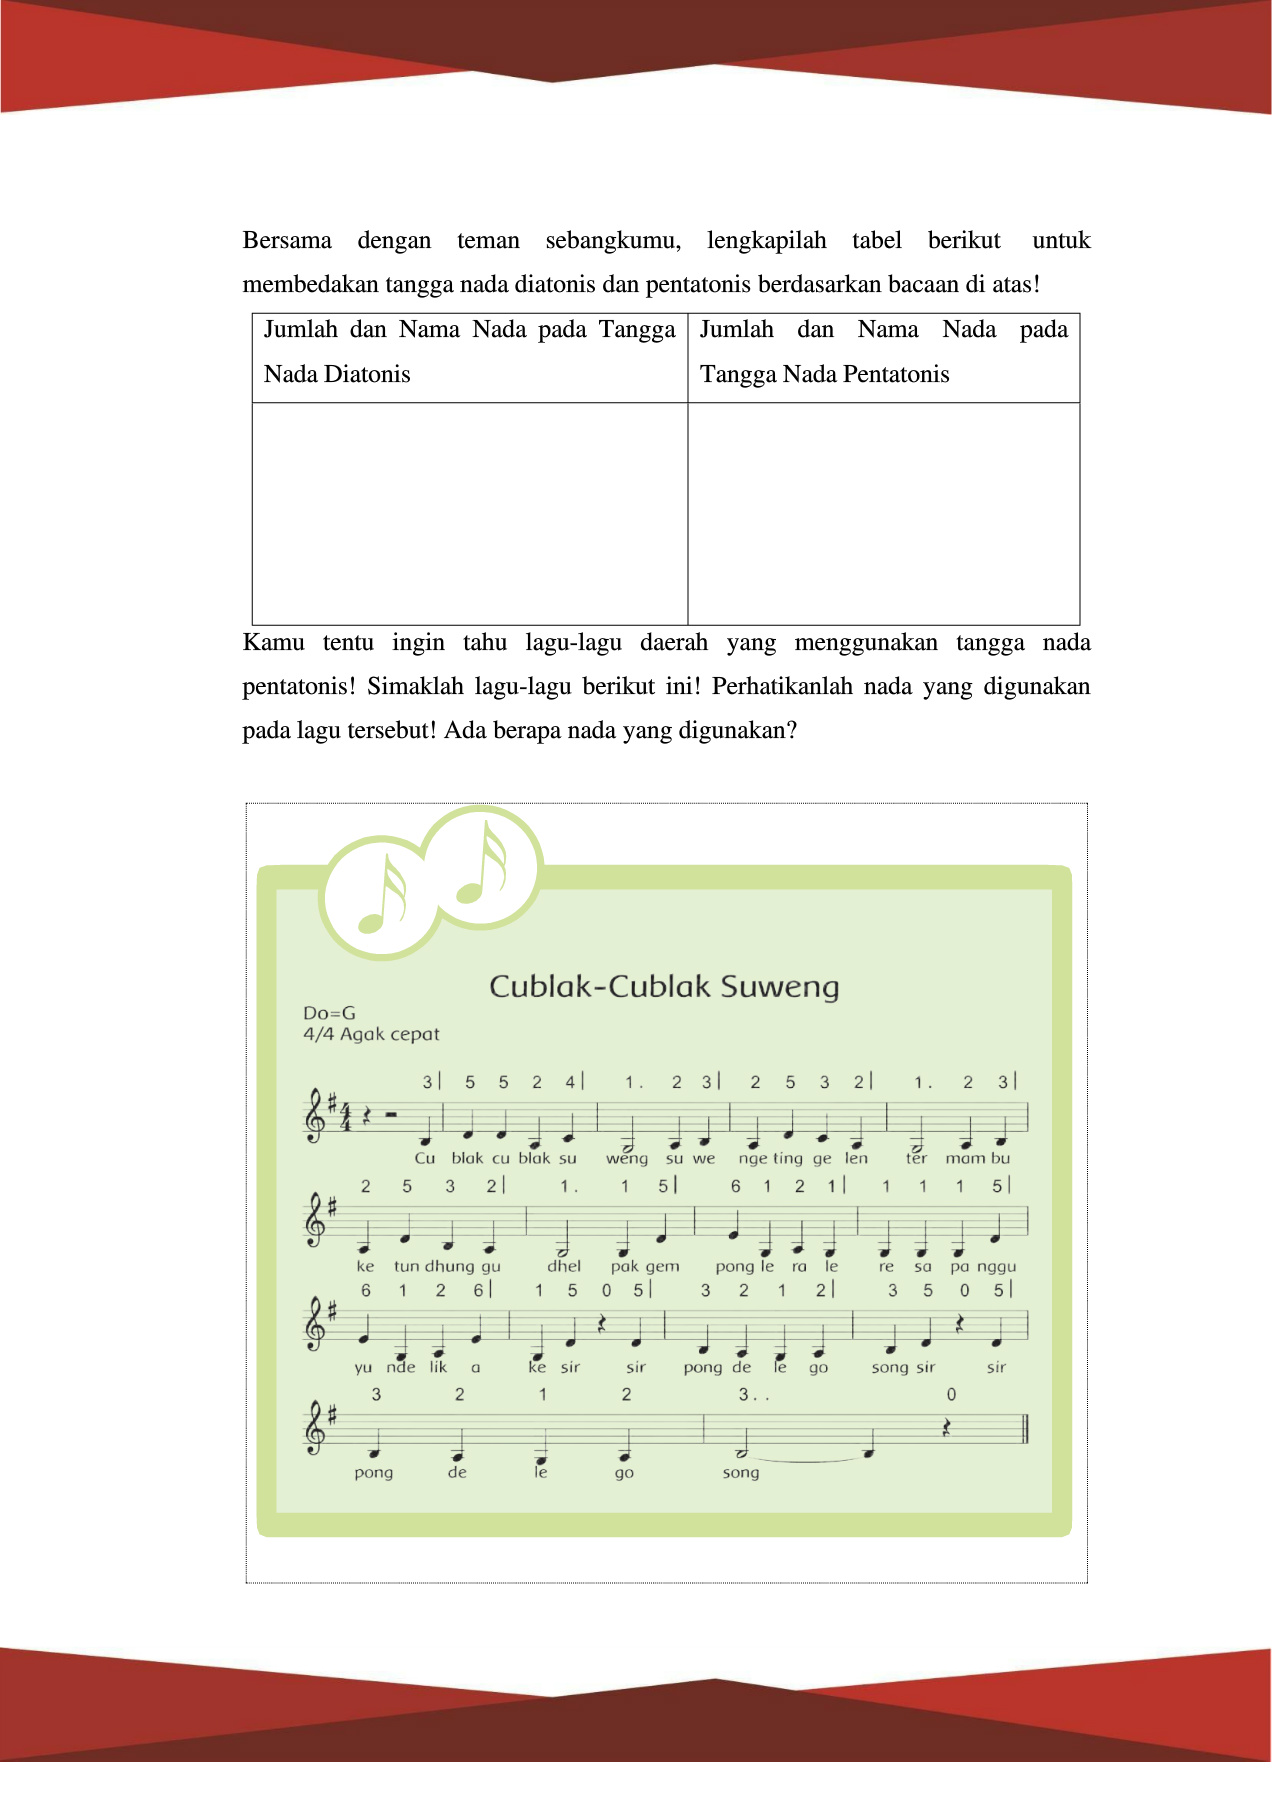 Bersama dengan teman sebangkumu, lengkapilah tabel berikut untuk
membedakan tangga nada diatonis dan pentatonis berdasarkan bacaan di atas!
Jumlah dan Nama Nada pada Tangga
Nada Diatonis
Jumlah dan Nama Nada pada
Tangga Nada Pentatonis
Kamu tentu ingin tahu lagu-lagu daerah yang menggunakan tangga nada
pentatonis! Simaklah lagu-lagu berikut ini! Perhatikanlah nada yang digunakan
pada lagu tersebut! Ada berapa nada yang digunakan?
Cublak-Cublak Suweng
Do=G
4/4 Agak cepat
3| 5 5 2 4| 1 . 2 3| 2 5 3 2| 1 . 2 3|
4
4
Cu blak cu blak su weng su we nge ting ge len ter mam bu
2 5 3 2| 1 . 1 5| 6 1 2 1| 1 1 1 5|
ke tun dhung gu dhel pak gem pong le ra le re sa pa nggu
6 1 2 6| 1 5 0 5| 3 2 1 2| 3 5 0 5|
yu nde lik a ke sir sir pong de le go song sir sir
3 2 1 2 3 . . 0
pong de le go song